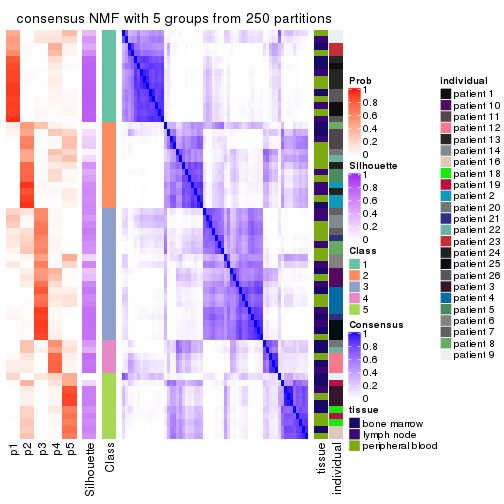 consensus NMF with 5 groups from 250 partitions
p1
p2
p3
p4
p5
Silhouette
Class
tissue
individual
Prob
1
0.8
0.6
0.4
0.2
0
Silhouette
1
0.8
0.6
0.4
0.2
0
Class
1
2
3
4
5
Consensus
1
0.8
0.6
0.4
0.2
0
tissue
bone marrow
lymph node
peripheral blood
individual
patient 1
patient 10
patient 11
patient 12
patient 13
patient 14
patient 16
patient 18
patient 19
patient 2
patient 20
patient 21
patient 22
patient 23
patient 24
patient 25
patient 26
patient 3
patient 4
patient 5
patient 6
patient 7
patient 8
patient 9